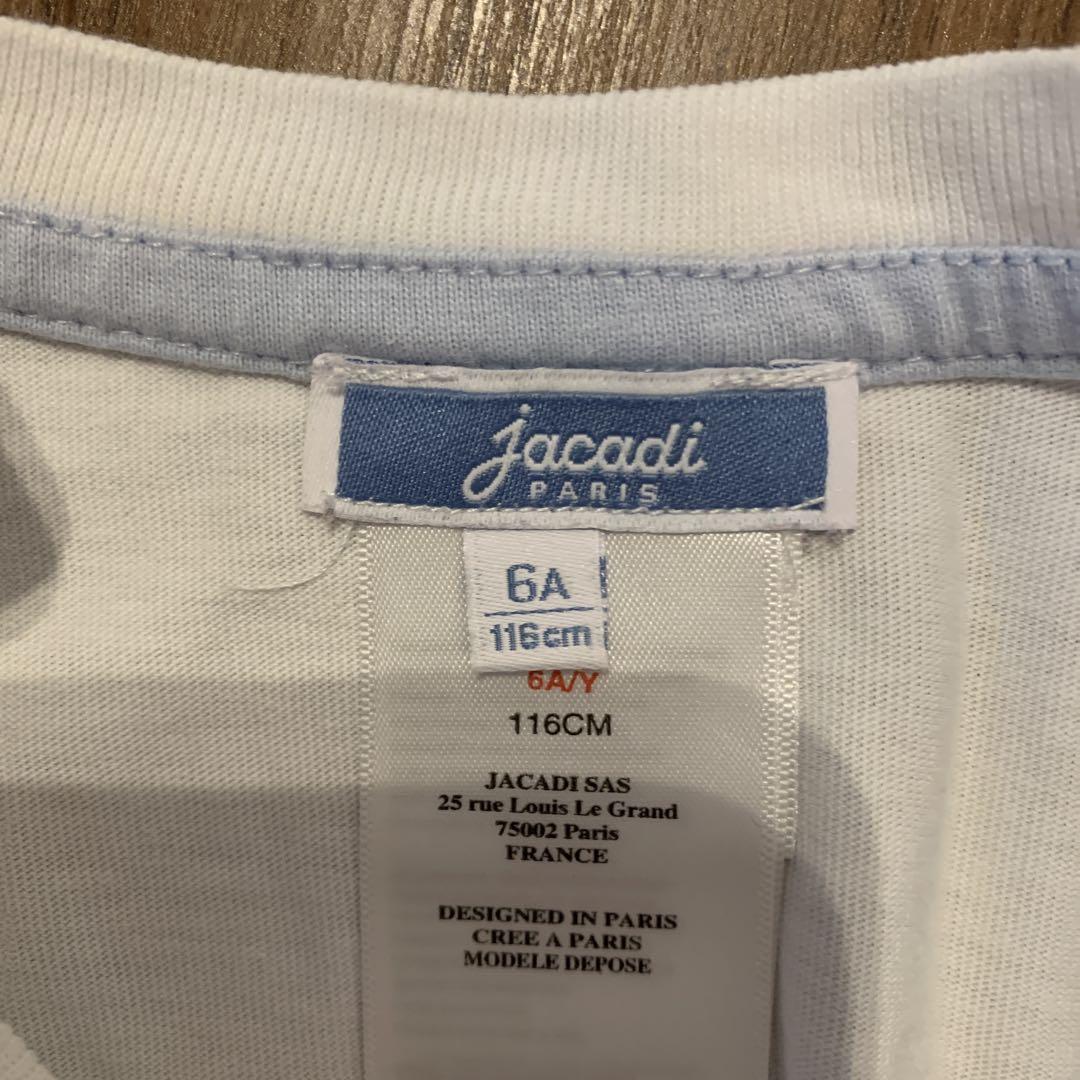 jacadi
PARIS
6A
116cm
6A/Y
116CM
JACADI SAS
25 rue Louis Le Grand
75002 Paris
FRANCE
DESIGNED IN PARIS
CREE A PARIS
MODELE DEPOSE